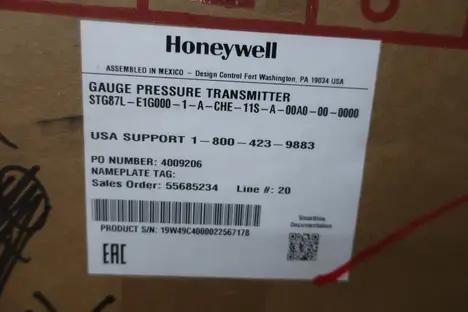 Honeywell
ASSEMBLED IN MEXICO - Design Control Fort Washington, PA 19034 USA
GAUGE PRESSURE TRANSMITTER
STG87L-E1G000-1-A-CHE-11S-A-00A0-00-0000
USA SUPPORT 1-800-423-9883
PO NUMBER: 4009206
NAMEPLATE TAG:
Sales Order: 55685234 Line #: 20
SmartLine
Documentation
PRODUCT S/N: 19W49C4000022567178
EAC